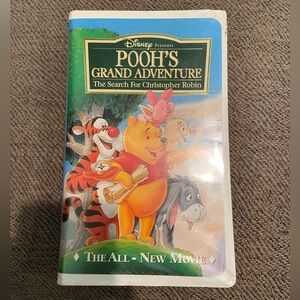 Disney Presents
POOH'S
GRAND ADVENTURE
The Search For Christopher Robin
THE ALL-NEW MOVIE